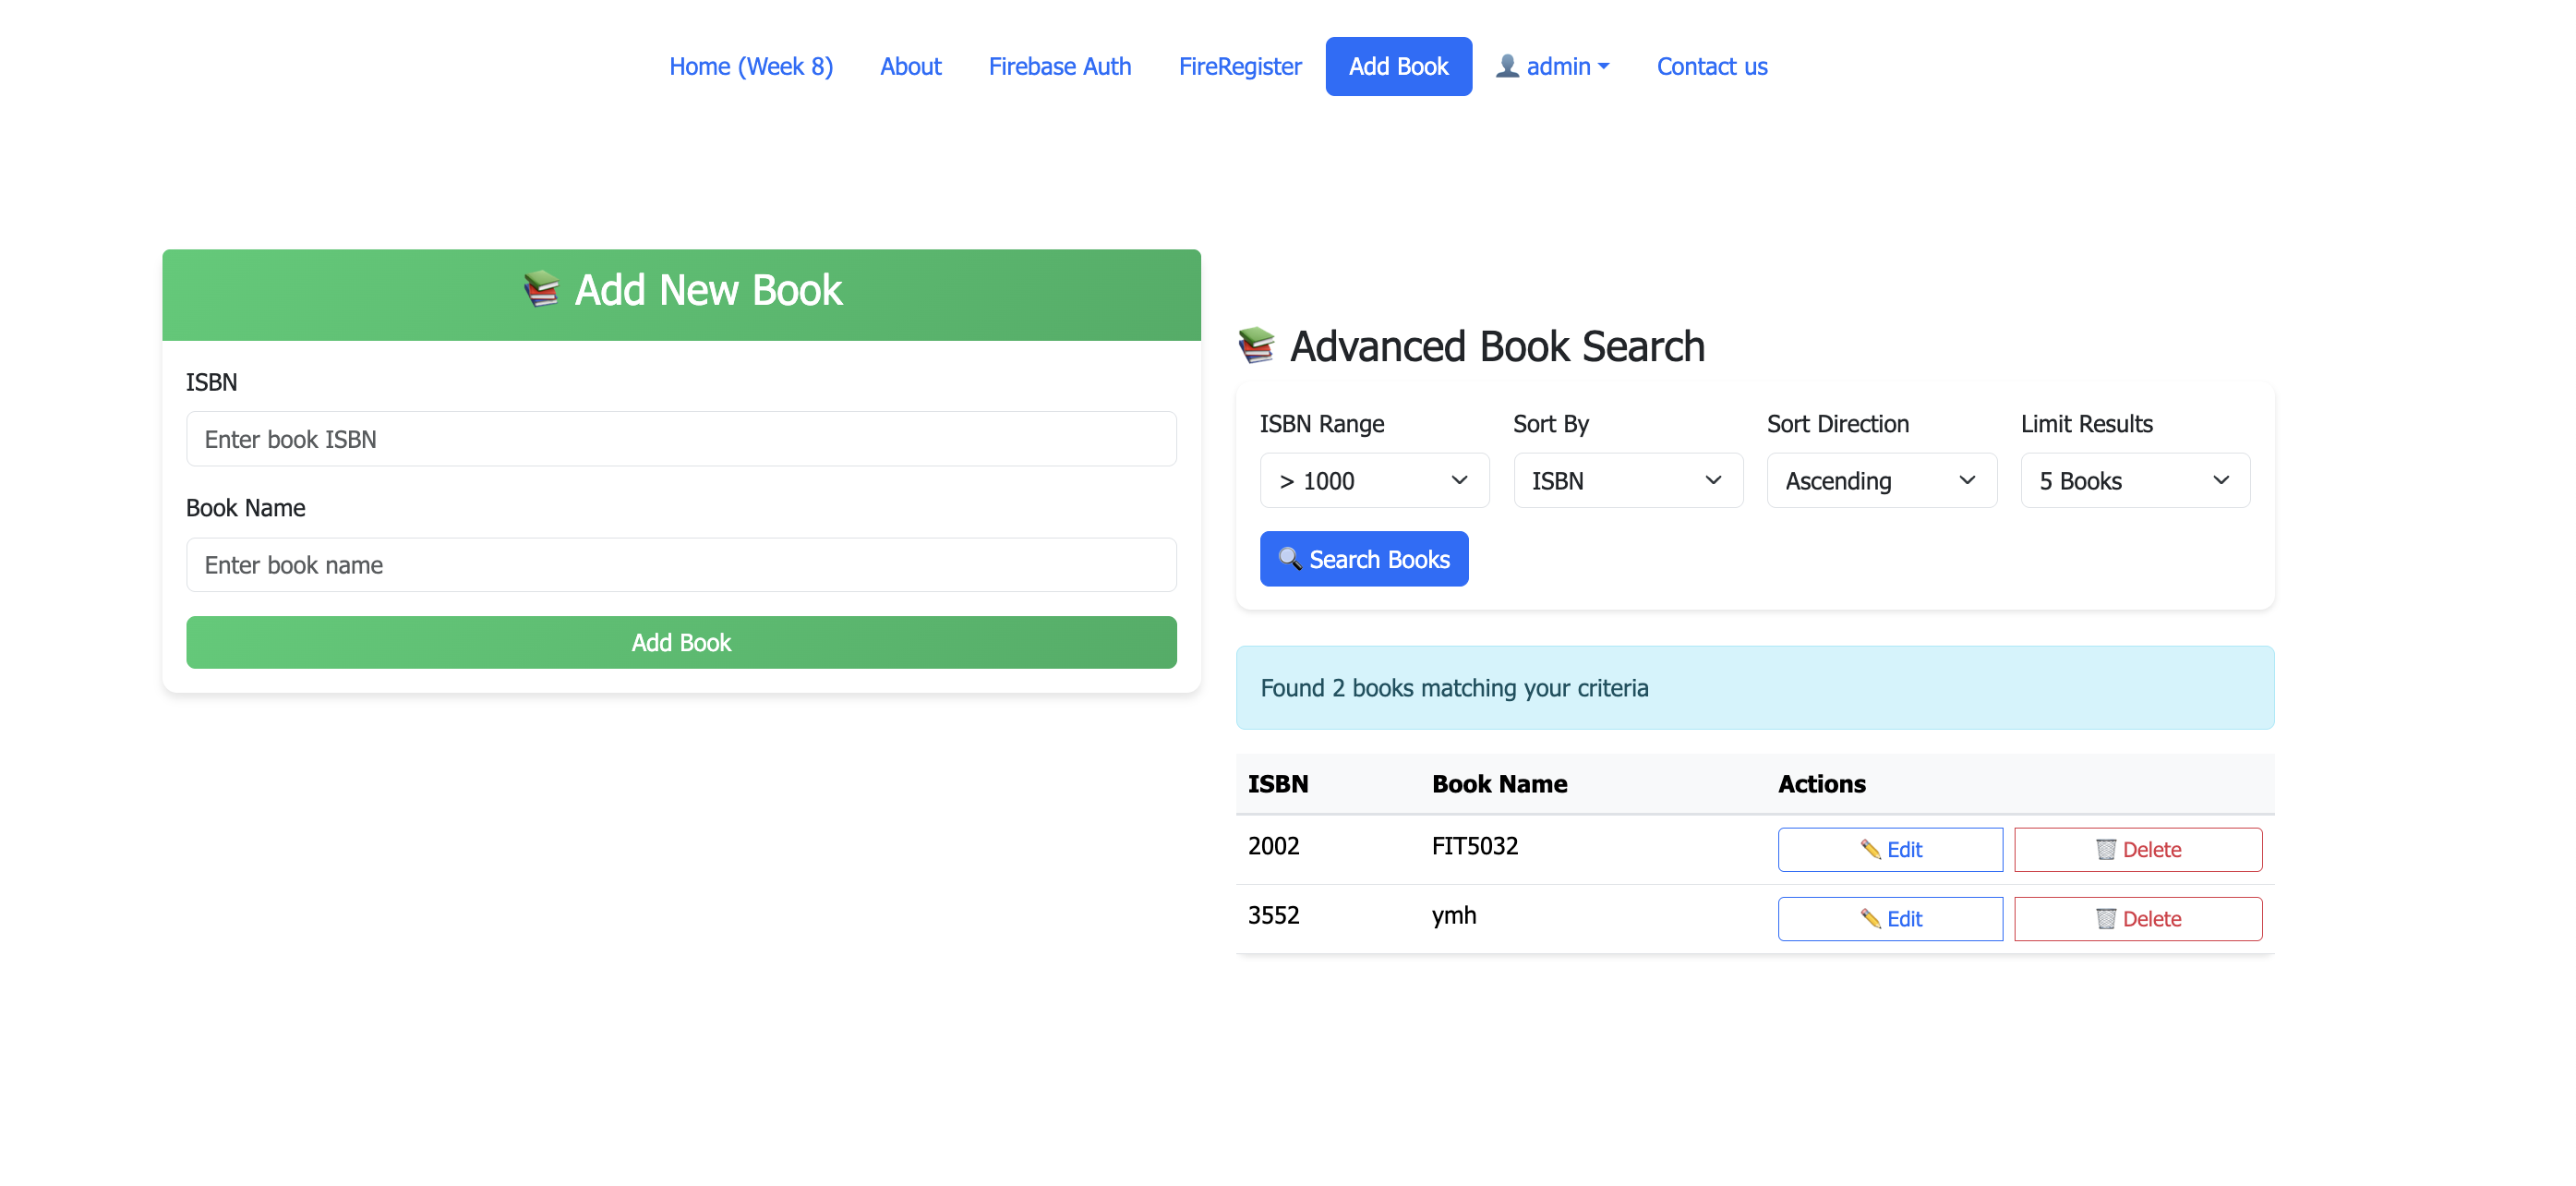 Home (Week 8) About Firebase Auth FireRegister Add Book 👤 admin Contact us
📚 Add New Book
ISBN
Enter book ISBN
Book Name
Enter book name
Add Book
📚 Advanced Book Search
ISBN Range Sort By Sort Direction Limit Results
> 1000 ISBN Ascending 5 Books
🔍 Search Books
Found 2 books matching your criteria
ISBN Book Name Actions
2002 FIT5032 ✏️ Edit 🗑️ Delete
3552 ymh ✏️ Edit 🗑️ Delete